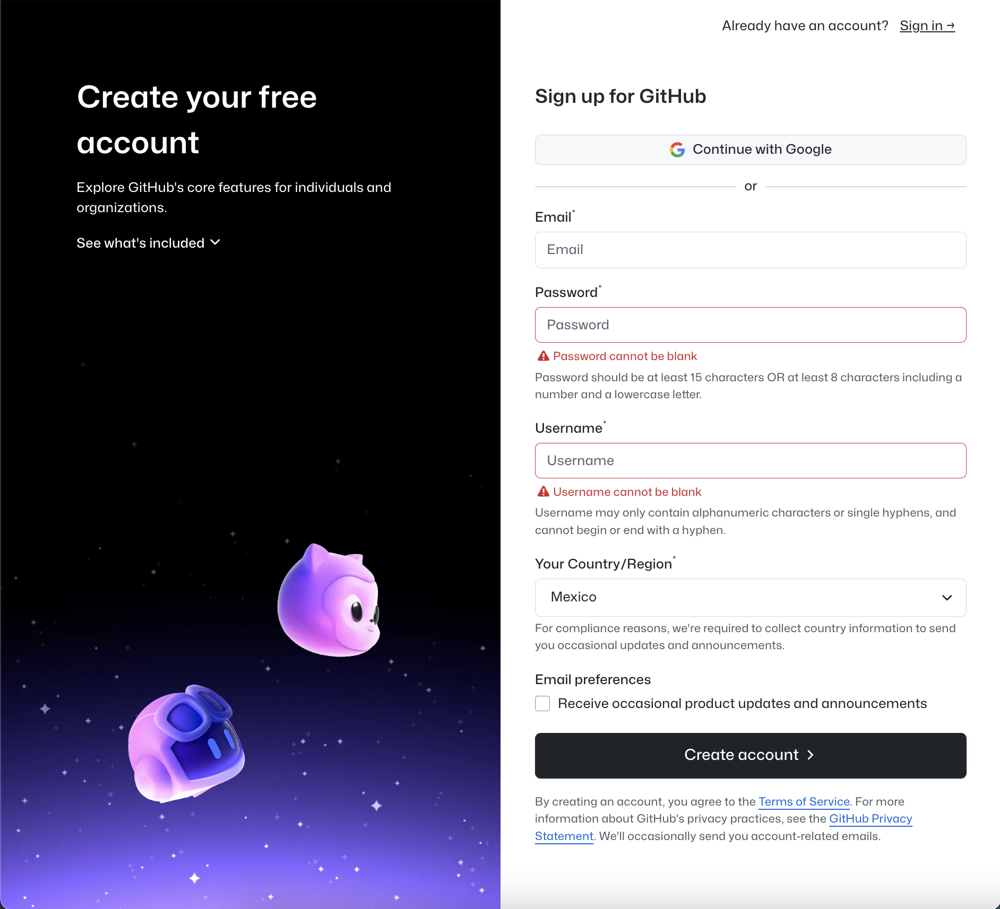 Create your free
account
Explore GitHub's core features for individuals and
organizations.
See what's included
Already have an account? Sign in →
Sign up for GitHub
Continue with Google
or
Email*
Email
Password*
Password
Password cannot be blank
Password should be at least 15 characters OR at least 8 characters including a
number and a lowercase letter.
Username*
Username
Username cannot be blank
Username may only contain alphanumeric characters or single hyphens, and
cannot begin or end with a hyphen.
Your Country/Region*
Mexico
For compliance reasons, we're required to collect country information to send
you occasional updates and announcements.
Email preferences
Receive occasional product updates and announcements
Create account
By creating an account, you agree to the Terms of Service. For more
information about GitHub's privacy practices, see the GitHub Privacy
Statement. We'll occasionally send you account-related emails.